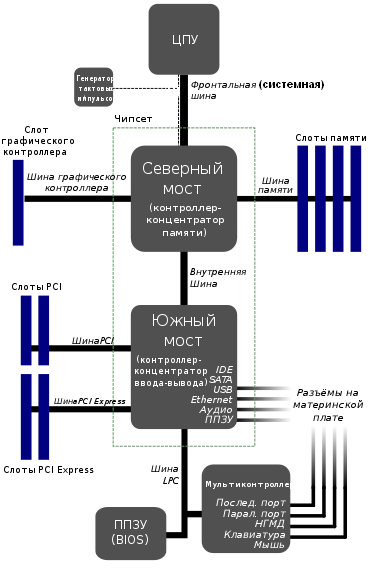 ЦПУ
Генератор
тактовых
импульсо
Фронтальная (системная)
шина
Чипсет
Слот
графического
контроллера
Слоты памяти
Северный
мост
(контроллер-
концентратор
памяти)
Шина графического
контроллера
Шина
памяти
Внутренняя
Шина
Слоты PCI
Южный
мост
(контроллер-
концентратор
ввода-вывода)
ШинаPCI
IDE
SATA
USB
Ethernet
Аудио
ППЗУ
Разъёмы на
материнской
плате
ШинаPCI Express
Слоты PCI Express
Шина
LPC
Мультиконтролле
Послед. порт
Парал. порт
НГМД
Клавиатура
Мышь
ППЗУ
(BIOS)